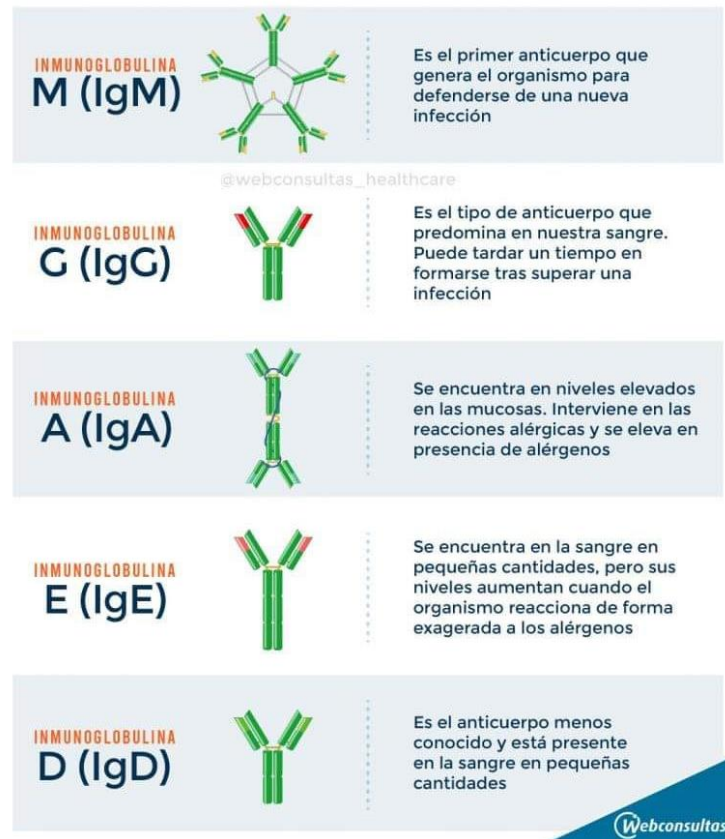 INMUNOGLOBULINA
M (IgM)
Es el primer anticuerpo que
genera el organismo para
defenderse de una nueva
infección
@webconsultas_healthcare
INMUNOGLOBULINA
G (IgG)
Es el tipo de anticuerpo que
predomina en nuestra sangre.
Puede tardar un tiempo en
formarse tras superar una
infección
INMUNOGLOBULINA
A (IgA)
Se encuentra en niveles elevados
en las mucosas. Interviene en las
reacciones alérgicas y se eleva en
presencia de alérgenos
INMUNOGLOBULINA
E (IgE)
Se encuentra en la sangre en
pequeñas cantidades, pero sus
niveles aumentan cuando el
organismo reacciona de forma
exagerada a los alérgenos
INMUNOGLOBULINA
D (IgD)
Es el anticuerpo menos
conocido y está presente
en la sangre en pequeñas
cantidades
Webconsultas